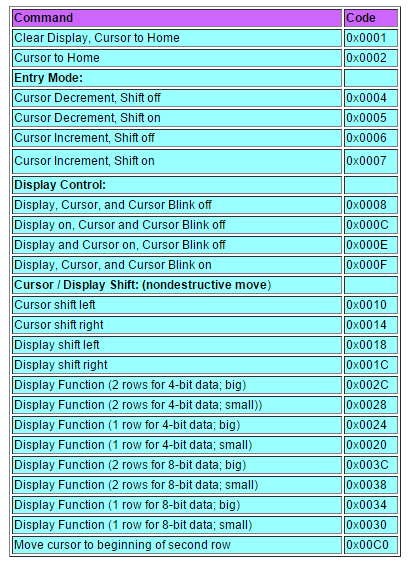 Command Code
Clear Display, Cursor to Home 0x0001
Cursor to Home 0x0002
Entry Mode:
Cursor Decrement, Shift off 0x0004
Cursor Decrement, Shift on 0x0005
Cursor Increment, Shift off 0x0006
Cursor Increment, Shift on 0x0007
Display Control:
Display, Cursor, and Cursor Blink off 0x0008
Display on, Cursor and Cursor Blink off 0x000C
Display and Cursor on, Cursor Blink off 0x000E
Display, Cursor, and Cursor Blink on 0x000F
Cursor / Display Shift: (nondestructive move)
Cursor shift left 0x0010
Cursor shift right 0x0014
Display shift left 0x0018
Display shift right 0x001C
Display Function (2 rows for 4-bit data; big) 0x002C
Display Function (2 rows for 4-bit data; small)) 0x0028
Display Function (1 row for 4-bit data; big) 0x0024
Display Function (1 row for 4-bit data; small) 0x0020
Display Function (2 rows for 8-bit data; big) 0x003C
Display Function (2 rows for 8-bit data; small) 0x0038
Display Function (1 row for 8-bit data; big) 0x0034
Display Function (1 row for 8-bit data; small) 0x0030
Move cursor to beginning of second row 0x00C0